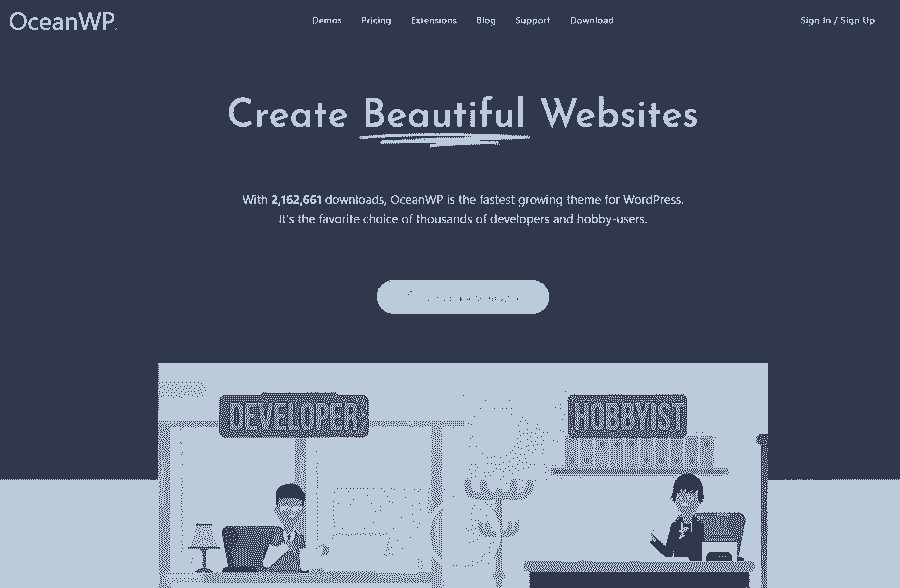 OceanWP.
Demos Pricing Extensions Blog Support Download
Sign In / Sign Up
Create Beautiful Websites
With 2,162,661 downloads, OceanWP is the fastest growing theme for WordPress.
It's the favorite choice of thousands of developers and hobby-users.
DEVELOPER
HOBBYIST